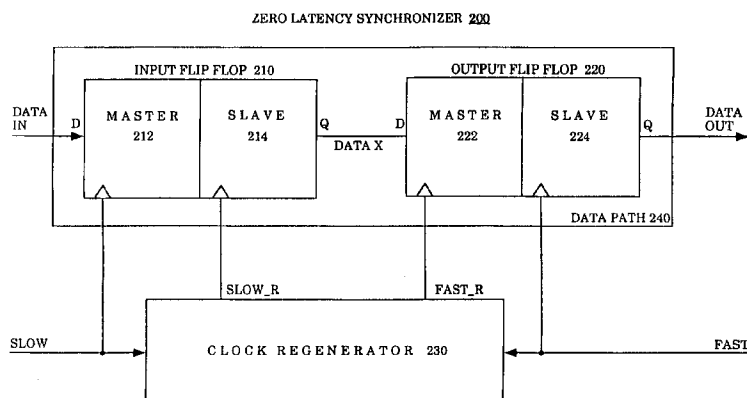 ZERO LATENCY SYNCHRONIZER 200
INPUT FLIP FLOP 210
OUTPUT FLIP FLOP 220
DATA IN
D
MASTER 212
SLAVE 214
Q
DATA X
D
MASTER 222
SLAVE 224
Q
DATA OUT
DATA PATH 240
SLOW_R
FAST_R
SLOW
CLOCK REGENERATOR 230
FAST